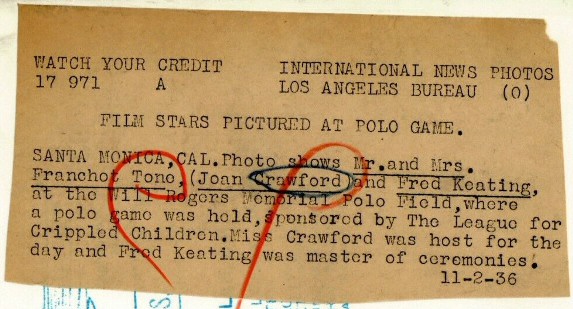 WATCH YOUR CREDIT INTERNATIONAL NEWS PHOTOS
17 971 A LOS ANGELES BUREAU (O)
FILM STARS PICTURED AT POLO GAME.
SANTA MONICA,CAL.Photo shows Mr.and Mrs.
Franchot Tone,(Joan Crawford and Fred Keating,
at the Will Rogers Memorial Polo Field,where
a polo game was held,sponsored by The League for
Crippled Children.Miss Crawford was host for the
day and Fred Keating was master of ceremonies.
11-2-36